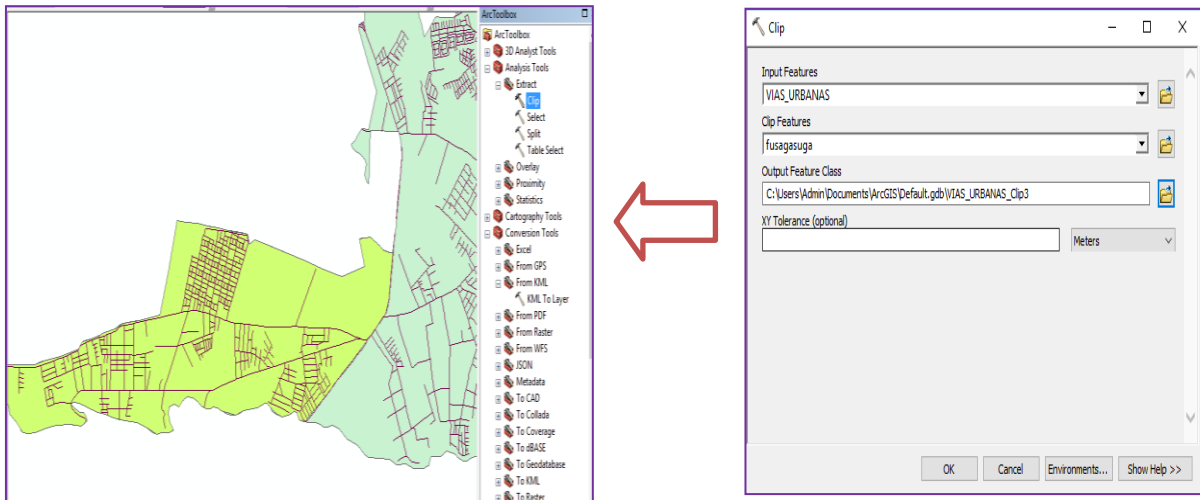 ArcToolbox
ArcToolbox
3D Analyst Tools
Analysis Tools
Extract
Clip
Select
Split
Table Select
Overlay
Proximity
Statistics
Cartography Tools
Conversion Tools
Excel
From GPS
From KML
KML To Layer
From PDF
From Raster
From WFS
JSON
Metadata
To CAD
To Collada
To Coverage
To dBASE
To Geodatabase
To KML
To Raster
Clip
Input Features
VIAS_URBANAS
Clip Features
fusagasuga
Output Feature Class
C:\Users\Admin\Documents\ArcGIS\Default.gdb\VIAS_URBANAS_Clip3
XY Tolerance (optional)
Meters
OK Cancel Environments... Show Help >>